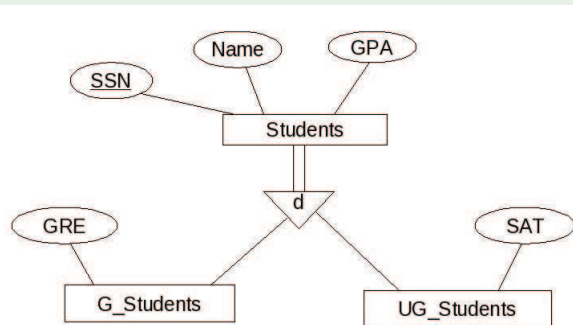 Name
GPA
SSN
Students
d
GRE
SAT
G_Students
UG_Students